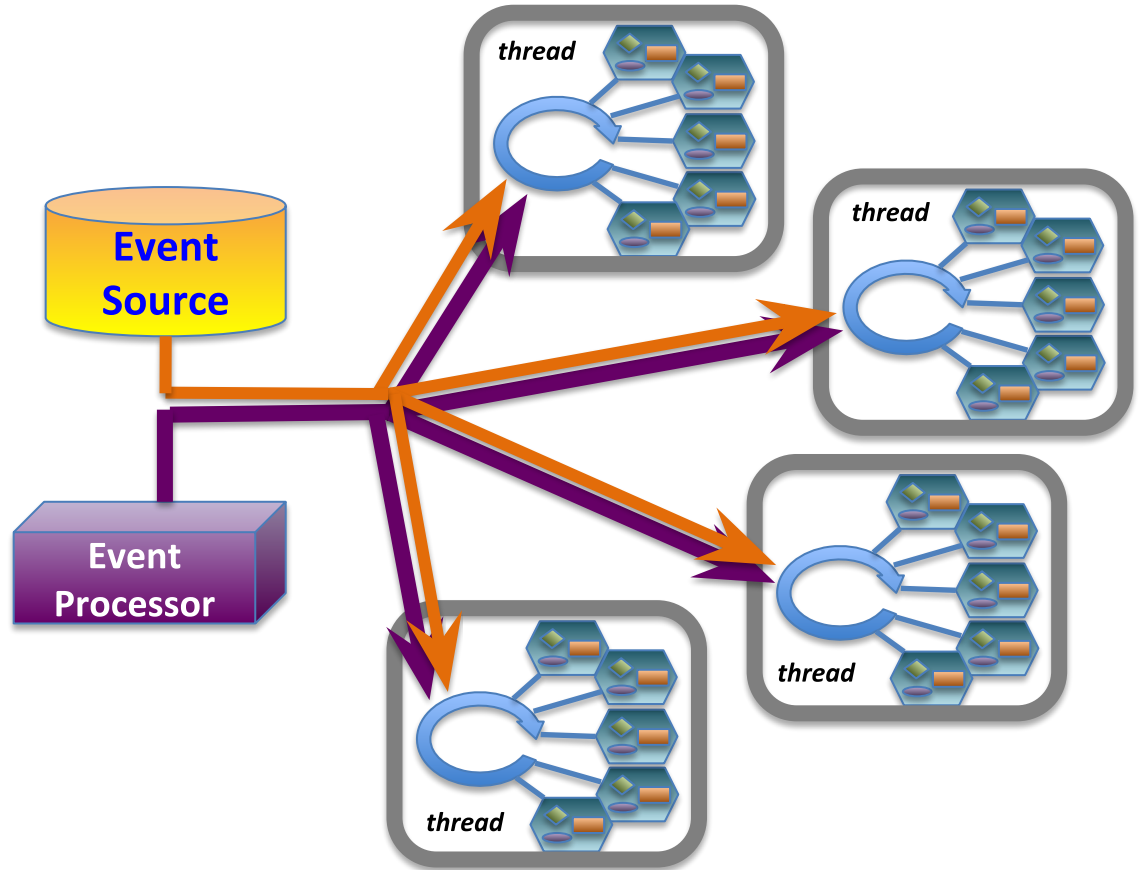 thread
thread
Event
Source
Event
Processor
thread
thread